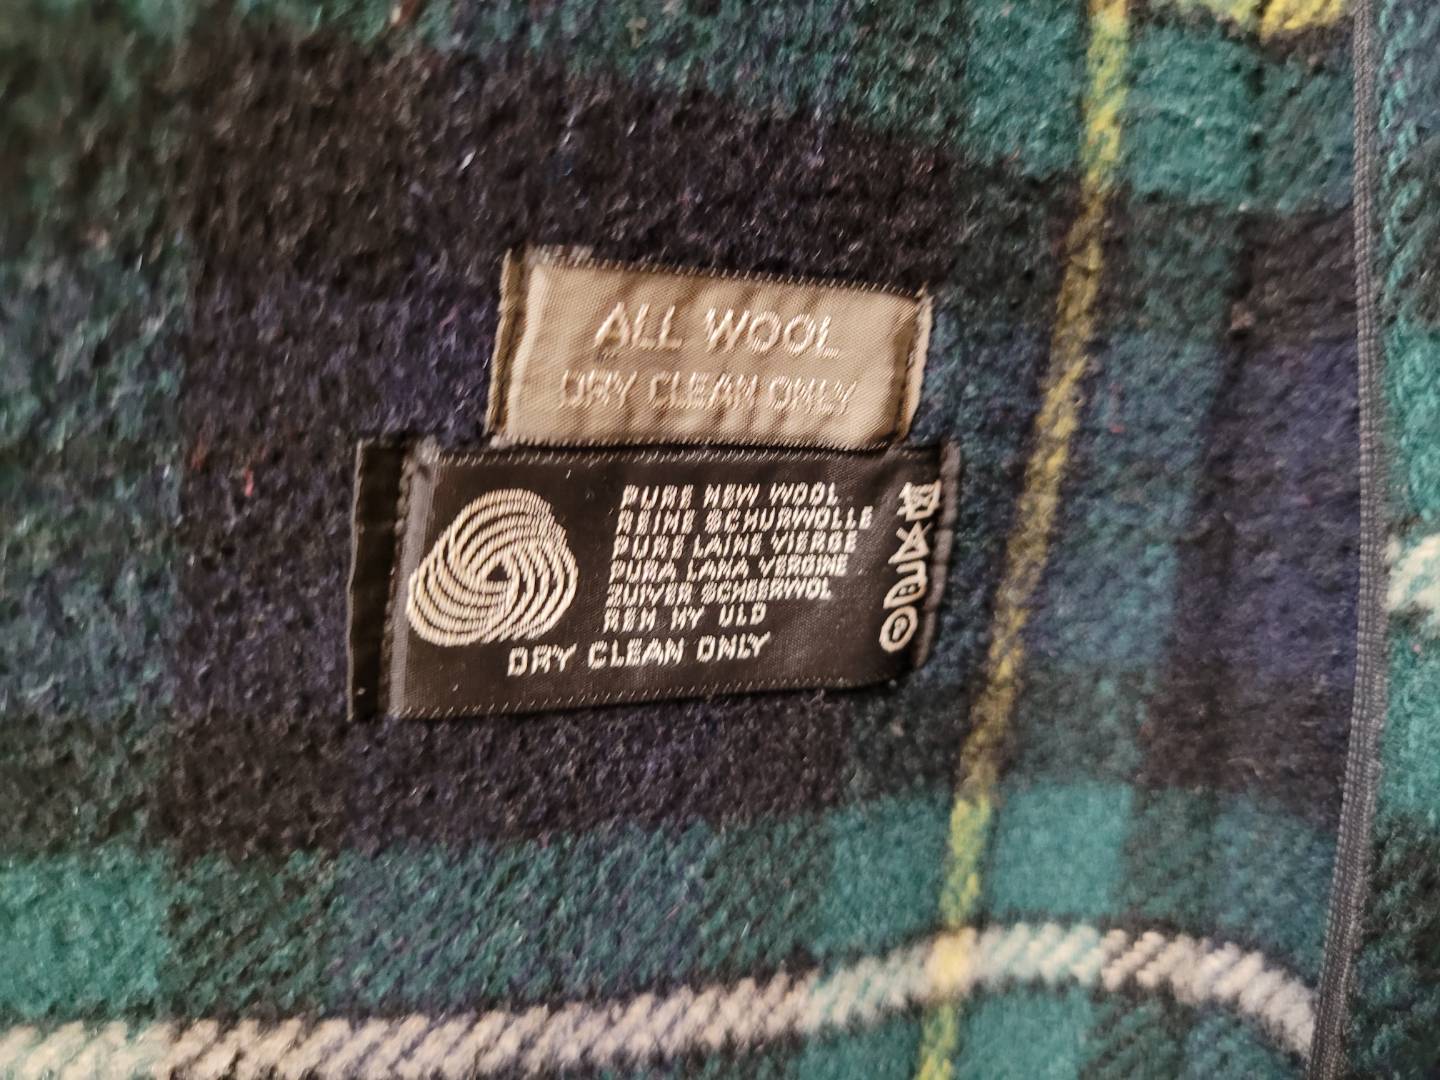 ALL WOOL
DRY CLEAN ONLY
PURE NEW WOOL
REINE SCHURWOLLE
PURE LAINE VIERGE
PURA LANA VERGINE
ZUIVER SCHEERWOL
REN NY ULD
DRY CLEAN ONLY